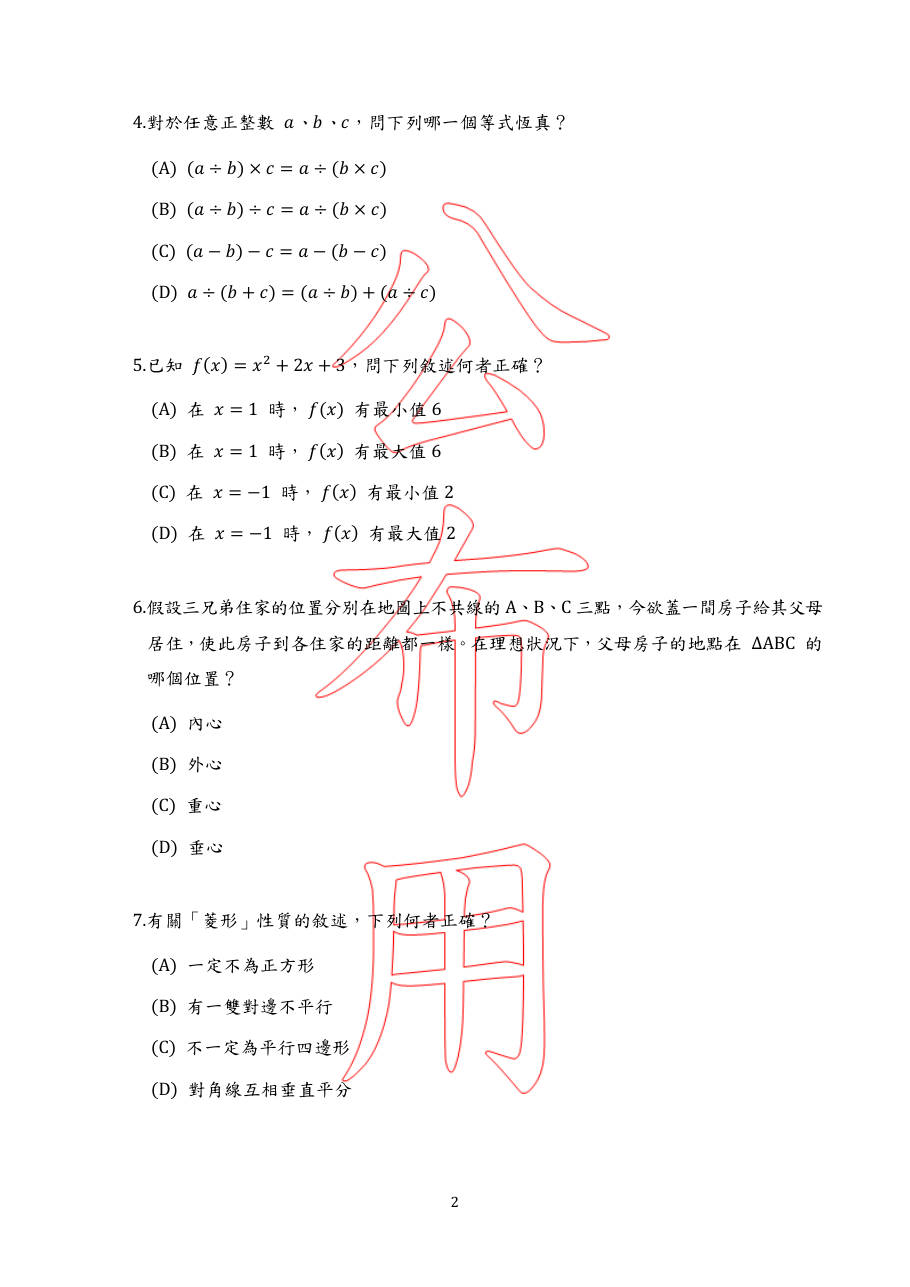 4.對於任意正整數 a、b、c，問下列哪一個等式恆真？
(A) (a ÷ b) × c = a ÷ (b × c)
(B) (a ÷ b) ÷ c = a ÷ (b × c)
(C) (a − b) − c = a − (b − c)
(D) a ÷ (b + c) = (a ÷ b) + (a ÷ c)
5.已知 f(x) = x² + 2x + 3，問下列敘述何者正確？
(A) 在 x = 1 時， f(x) 有最小值 6
(B) 在 x = 1 時， f(x) 有最大值 6
(C) 在 x = −1 時， f(x) 有最小值 2
(D) 在 x = −1 時， f(x) 有最大值 2
6.假設三兄弟住家的位置分別在地圖上不共線的 A、B、C 三點，今欲蓋一間房子給其父母
居住，使此房子到各住家的距離都一樣。在理想狀況下，父母房子的地點在 ΔABC 的
哪個位置？
(A) 內心
(B) 外心
(C) 重心
(D) 垂心
7.有關「菱形」性質的敘述，下列何者正確？
(A) 一定不為正方形
(B) 有一雙對邊不平行
(C) 不一定為平行四邊形
(D) 對角線互相垂直平分
公布用
2